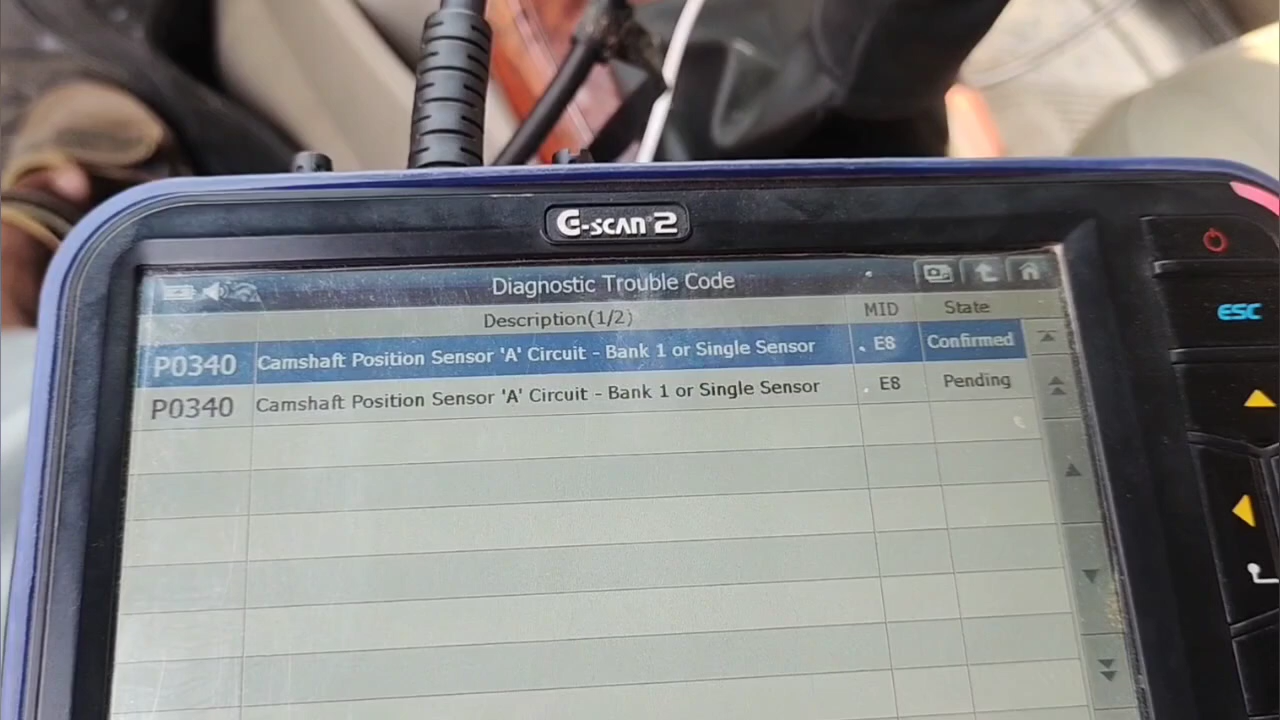 G-scan 2
Diagnostic Trouble Code
Description(1/2) MID State
P0340 Camshaft Position Sensor 'A' Circuit - Bank 1 or Single Sensor E8 Confirmed
P0340 Camshaft Position Sensor 'A' Circuit - Bank 1 or Single Sensor E8 Pending
ESC